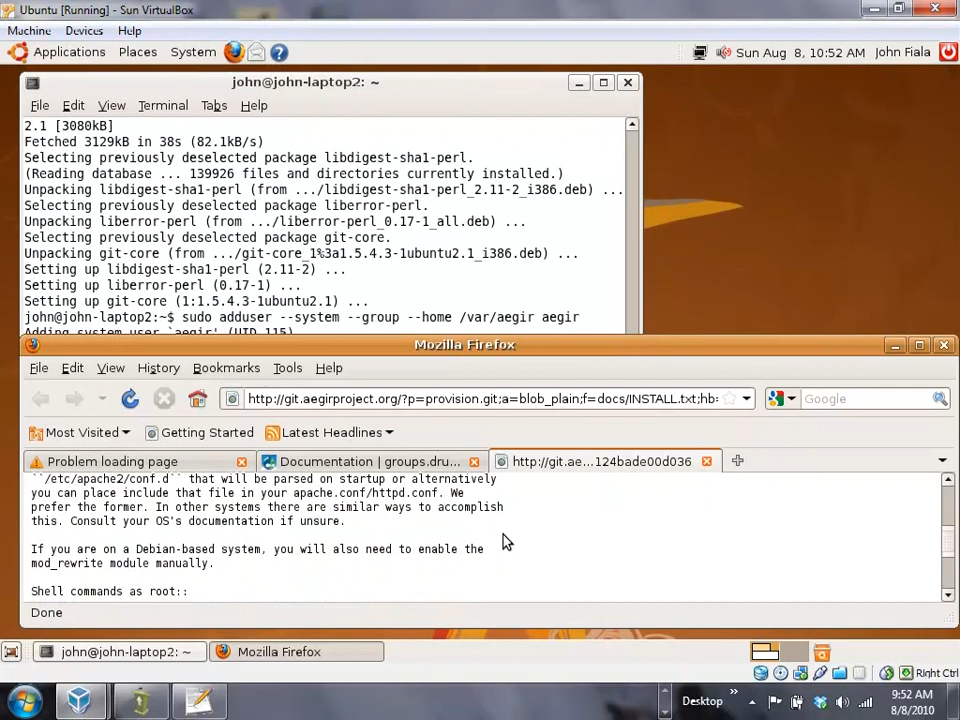 Ubuntu [Running] - Sun VirtualBox
Machine Devices Help
Applications Places System Sun Aug 8, 10:52 AM John Fiala
john@john-laptop2: ~
File Edit View Terminal Tabs Help
2.1 [3080kB]
Fetched 3129kB in 38s (82.1kB/s)
Selecting previously deselected package libdigest-sha1-perl.
(Reading database ... 139926 files and directories currently installed.)
Unpacking libdigest-sha1-perl (from .../libdigest-sha1-perl_2.11-2_i386.deb) ...
Selecting previously deselected package liberror-perl.
Unpacking liberror-perl (from .../liberror-perl_0.17-1_all.deb) ...
Selecting previously deselected package git-core.
Unpacking git-core (from .../git-core_1%3a1.5.4.3-1ubuntu2.1_i386.deb) ...
Setting up libdigest-sha1-perl (2.11-2) ...
Setting up liberror-perl (0.17-1) ...
Setting up git-core (1:1.5.4.3-1ubuntu2.1) ...
john@john-laptop2:~$ sudo adduser --system --group --home /var/aegir aegir
Adding system user `aegir' (UID 115)
Mozilla Firefox
File Edit View History Bookmarks Tools Help
http://git.aegirproject.org/?p=provision.git;a=blob_plain;f=docs/INSTALL.txt;hb= Google
Most Visited Getting Started Latest Headlines
Problem loading page Documentation | groups.dru... http://git.ae...124bade00d036
``/etc/apache2/conf.d`` that will be parsed on startup or alternatively
you can place include that file in your apache.conf/httpd.conf. We
prefer the former. In other systems there are similar ways to accomplish
this. Consult your OS's documentation if unsure.
If you are on a Debian-based system, you will also need to enable the
mod_rewrite module manually.
Shell commands as root::
Done
john@john-laptop2: ~ Mozilla Firefox
Right Ctrl
Desktop » 9:52 AM
8/8/2010